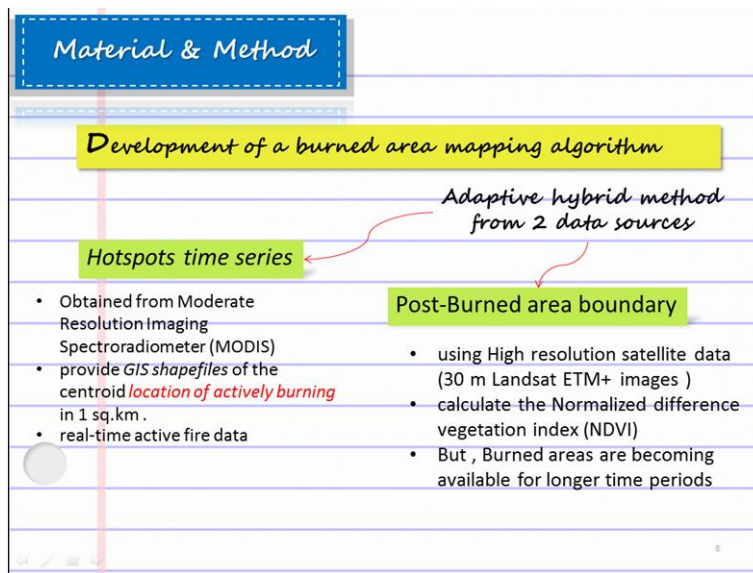 Material & Method
Development of a burned area mapping algorithm
Adaptive hybrid method
from 2 data sources
Hotspots time series
• Obtained from Moderate
Resolution Imaging
Spectroradiometer (MODIS)
• provide GIS shapefiles of the
centroid location of actively burning
in 1 sq.km .
• real-time active fire data
Post-Burned area boundary
• using High resolution satellite data
(30 m Landsat ETM+ images )
• calculate the Normalized difference
vegetation index (NDVI)
• But , Burned areas are becoming
available for longer time periods